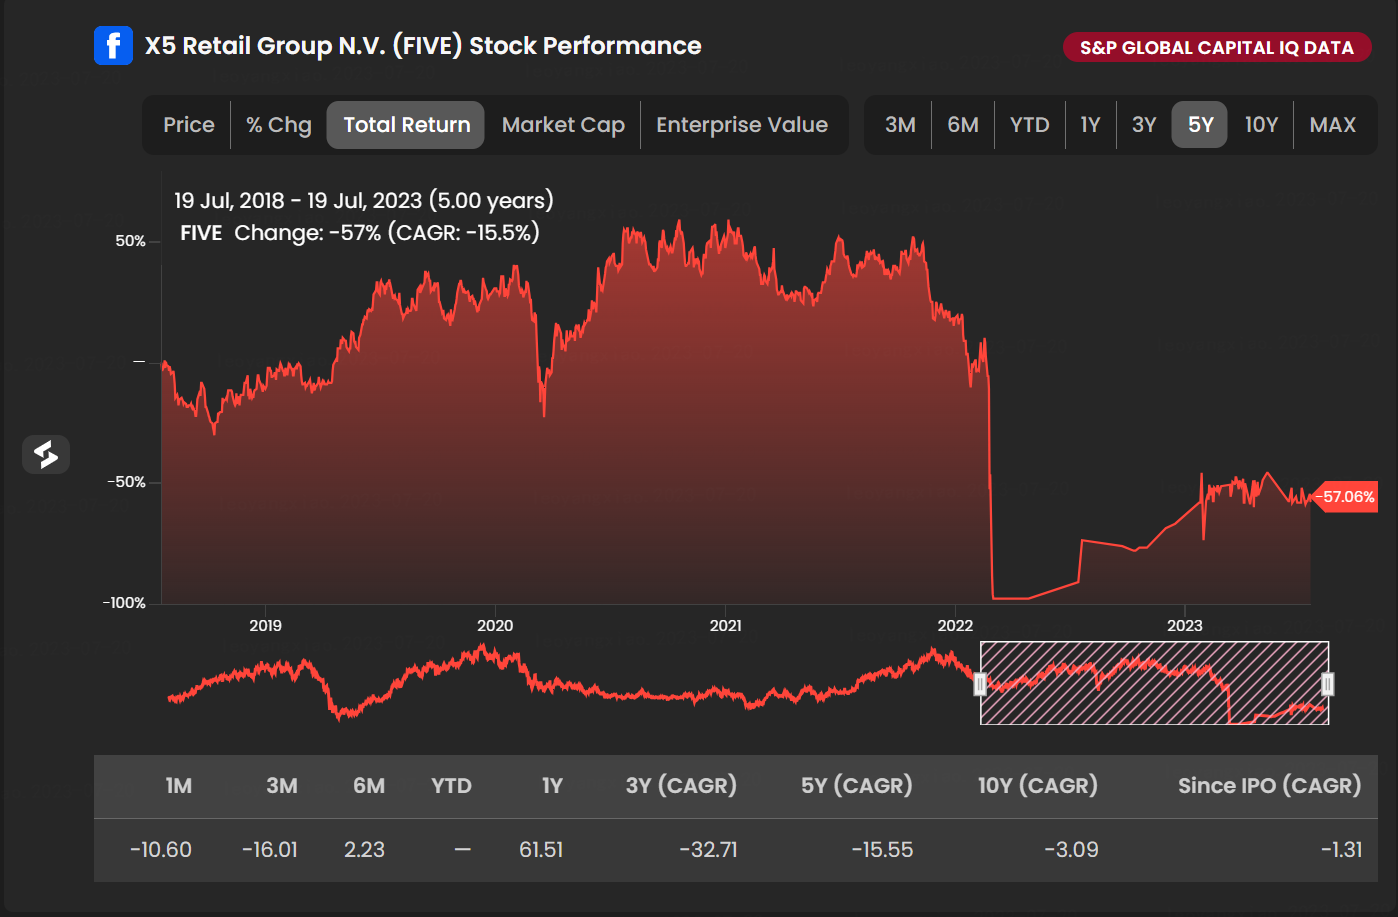 f X5 Retail Group N.V. (FIVE) Stock Performance
S&P GLOBAL CAPITAL IQ DATA
Price % Chg Total Return Market Cap Enterprise Value
3M 6M YTD 1Y 3Y 5Y 10Y MAX
19 Jul, 2018 - 19 Jul, 2023 (5.00 years)
FIVE Change: -57% (CAGR: -15.5%)
50%
—
-50%
-57.06%
-100%
2019 2020 2021 2022 2023
1M 3M 6M YTD 1Y 3Y (CAGR) 5Y (CAGR) 10Y (CAGR) Since IPO (CAGR)
-10.60 -16.01 2.23 — 61.51 -32.71 -15.55 -3.09 -1.31